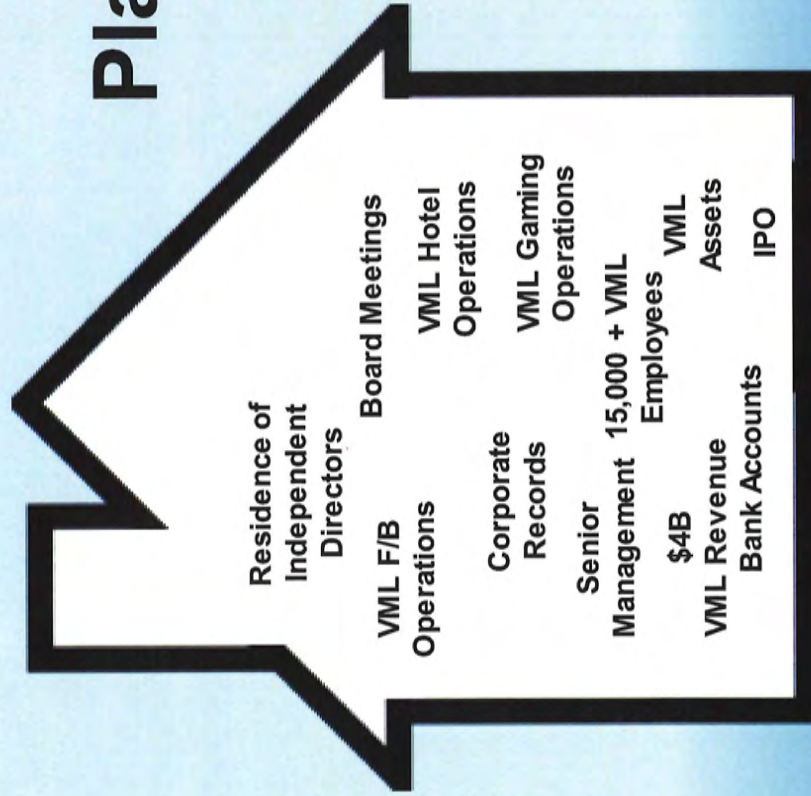 Pla
Residence of
Independent
Directors
Board Meetings
VML F/B
Operations
VML Hotel
Operations
Corporate
Records
VML Gaming
Operations
Senior
Management
15,000 + VML
Employees
$4B
VML Revenue
VML
Assets
Bank Accounts
IPO